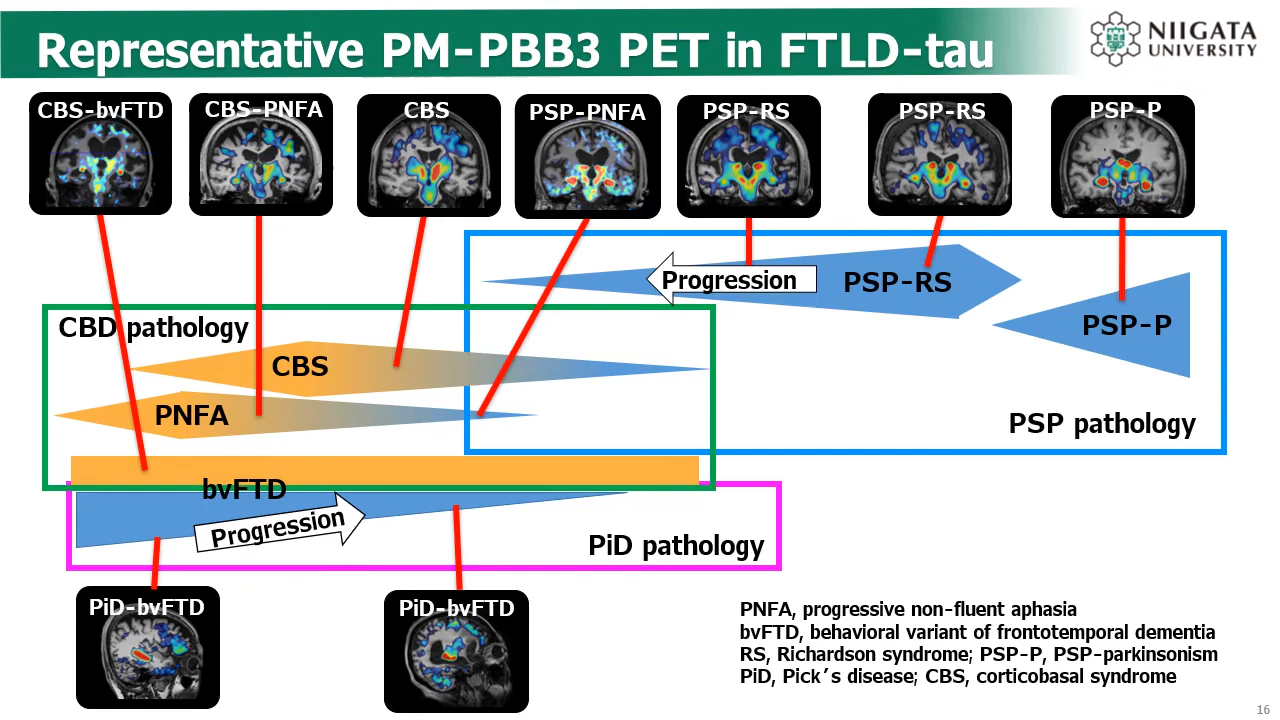 Representative PM-PBB3 PET in FTLD-tau
NIIGATA
UNIVERSITY
CBS-bvFTD
CBS-PNFA
CBS
PSP-PNFA
PSP-RS
PSP-RS
PSP-P
Progression
PSP-RS
CBD pathology
PSP-P
CBS
PNFA
PSP pathology
bvFTD
Progression
PiD pathology
PiD-bvFTD
PiD-bvFTD
PNFA, progressive non-fluent aphasia
bvFTD, behavioral variant of frontotemporal dementia
RS, Richardson syndrome; PSP-P, PSP-parkinsonism
PiD, Pick′s disease; CBS, corticobasal syndrome
16